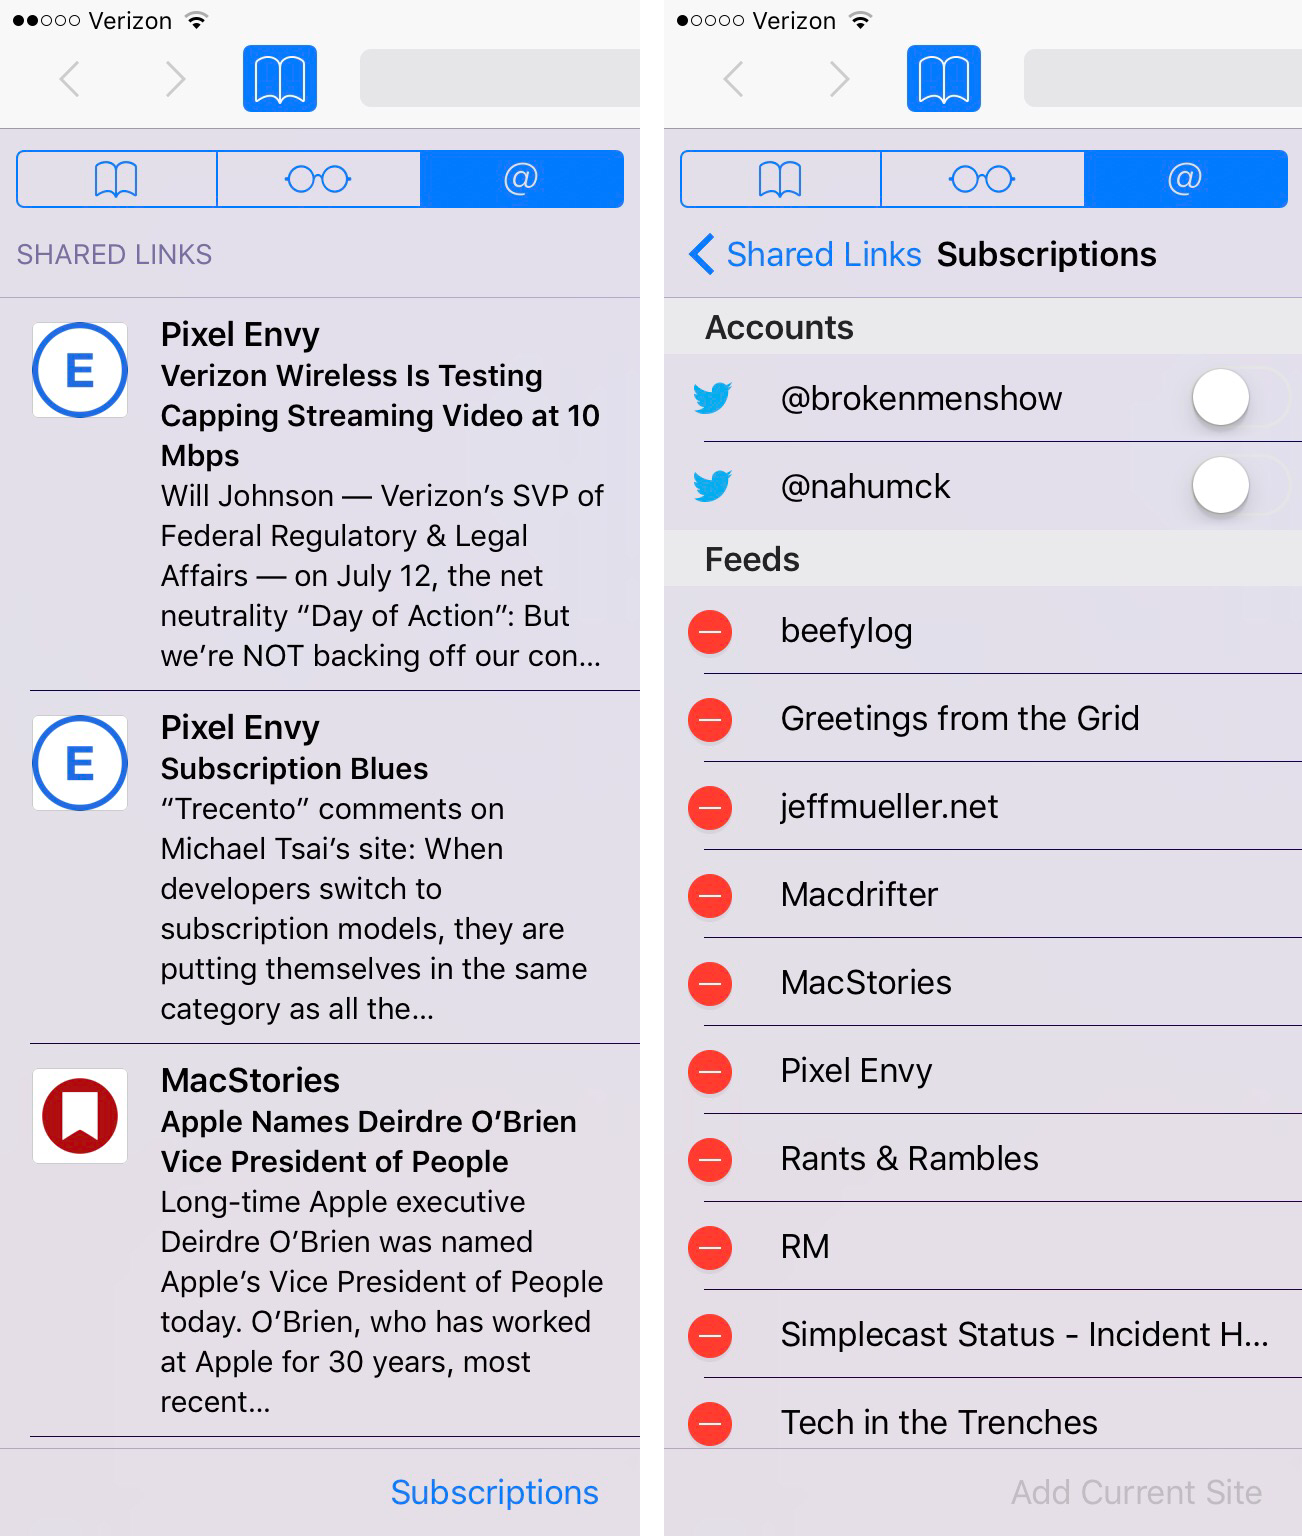 Verizon
@
SHARED LINKS
E
Pixel Envy
Verizon Wireless Is Testing
Capping Streaming Video at 10
Mbps
Will Johnson — Verizon’s SVP of
Federal Regulatory & Legal
Affairs — on July 12, the net
neutrality “Day of Action”: But
we’re NOT backing off our con...
E
Pixel Envy
Subscription Blues
“Trecento” comments on
Michael Tsai’s site: When
developers switch to
subscription models, they are
putting themselves in the same
category as all the...
MacStories
Apple Names Deirdre O’Brien
Vice President of People
Long-time Apple executive
Deirdre O’Brien was named
Apple’s Vice President of People
today. O’Brien, who has worked
at Apple for 30 years, most
recent...
Subscriptions
Verizon
@
Shared Links Subscriptions
Accounts
@brokenmenshow
@nahumck
Feeds
beefylog
Greetings from the Grid
jeffmueller.net
Macdrifter
MacStories
Pixel Envy
Rants & Rambles
RM
Simplecast Status - Incident H...
Tech in the Trenches
Add Current Site